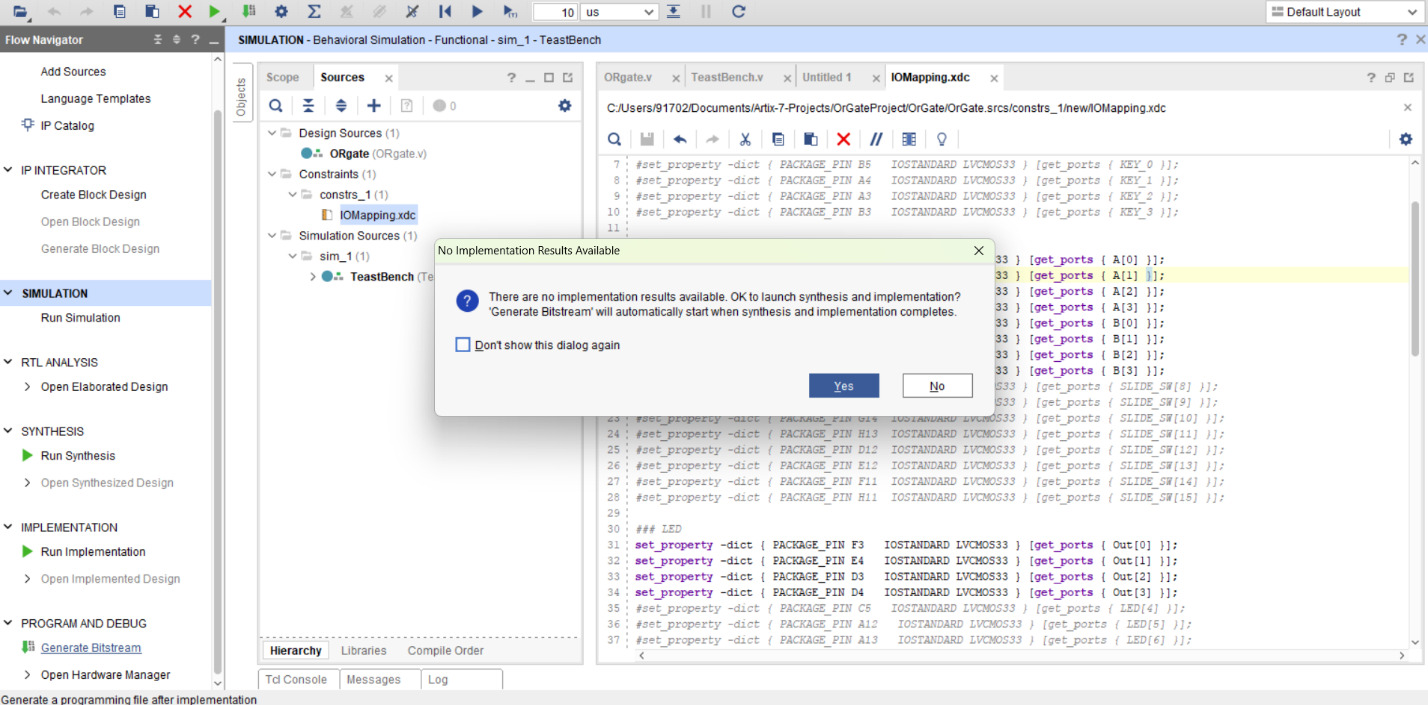 10 us Default Layout
Flow Navigator ?
SIMULATION - Behavioral Simulation - Functional - sim_1 - TeastBench ?
Add Sources
Language Templates
IP Catalog
IP INTEGRATOR
Create Block Design
Open Block Design
Generate Block Design
SIMULATION
Run Simulation
RTL ANALYSIS
Open Elaborated Design
SYNTHESIS
Run Synthesis
Open Synthesized Design
IMPLEMENTATION
Run Implementation
Open Implemented Design
PROGRAM AND DEBUG
Generate Bitstream
Open Hardware Manager
Objects
Scope Sources ?
? 0
Design Sources (1)
ORgate (ORgate.v)
Constraints (1)
constrs_1 (1)
IOMapping.xdc
Simulation Sources (1)
sim_1 (1)
TeastBench (Te
Hierarchy Libraries Compile Order
ORgate.v TeastBench.v Untitled 1 IOMapping.xdc ?
C:/Users/91702/Documents/Artix-7-Projects/OrGateProject/OrGate/OrGate.srcs/constrs_1/new/IOMapping.xdc
7 #set_property -dict { PACKAGE_PIN B5 IOSTANDARD LVCMOS33 } [get_ports { KEY_0 }];
8 #set_property -dict { PACKAGE_PIN A4 IOSTANDARD LVCMOS33 } [get_ports { KEY_1 }];
9 #set_property -dict { PACKAGE_PIN A3 IOSTANDARD LVCMOS33 } [get_ports { KEY_2 }];
10 #set_property -dict { PACKAGE_PIN B3 IOSTANDARD LVCMOS33 } [get_ports { KEY_3 }];
11
33 } [get_ports { A[0] }];
33 } [get_ports { A[1] }];
33 } [get_ports { A[2] }];
33 } [get_ports { A[3] }];
33 } [get_ports { B[0] }];
33 } [get_ports { B[1] }];
33 } [get_ports { B[2] }];
33 } [get_ports { B[3] }];
S33 } [get_ports { SLIDE_SW[8] }];
S33 } [get_ports { SLIDE_SW[9] }];
S33 } [get_ports { SLIDE_SW[10] }];
23 #set_property -dict { PACKAGE_PIN G14 IOSTANDARD LVCMOS33 } [get_ports { SLIDE_SW[10] }];
24 #set_property -dict { PACKAGE_PIN H13 IOSTANDARD LVCMOS33 } [get_ports { SLIDE_SW[11] }];
25 #set_property -dict { PACKAGE_PIN D12 IOSTANDARD LVCMOS33 } [get_ports { SLIDE_SW[12] }];
26 #set_property -dict { PACKAGE_PIN E12 IOSTANDARD LVCMOS33 } [get_ports { SLIDE_SW[13] }];
27 #set_property -dict { PACKAGE_PIN F11 IOSTANDARD LVCMOS33 } [get_ports { SLIDE_SW[14] }];
28 #set_property -dict { PACKAGE_PIN H11 IOSTANDARD LVCMOS33 } [get_ports { SLIDE_SW[15] }];
29
30 ### LED
31 set_property -dict { PACKAGE_PIN F3 IOSTANDARD LVCMOS33 } [get_ports { Out[0] }];
32 set_property -dict { PACKAGE_PIN E4 IOSTANDARD LVCMOS33 } [get_ports { Out[1] }];
33 set_property -dict { PACKAGE_PIN D3 IOSTANDARD LVCMOS33 } [get_ports { Out[2] }];
34 set_property -dict { PACKAGE_PIN D4 IOSTANDARD LVCMOS33 } [get_ports { Out[3] }];
35 #set_property -dict { PACKAGE_PIN C5 IOSTANDARD LVCMOS33 } [get_ports { LED[4] }];
36 #set_property -dict { PACKAGE_PIN A12 IOSTANDARD LVCMOS33 } [get_ports { LED[5] }];
37 #set_property -dict { PACKAGE_PIN A13 IOSTANDARD LVCMOS33 } [get_ports { LED[6] }];
No Implementation Results Available
There are no implementation results available. OK to launch synthesis and implementation?
'Generate Bitstream' will automatically start when synthesis and implementation completes.
Don't show this dialog again
Yes No
Tcl Console Messages Log
Generate a programming file after implementation